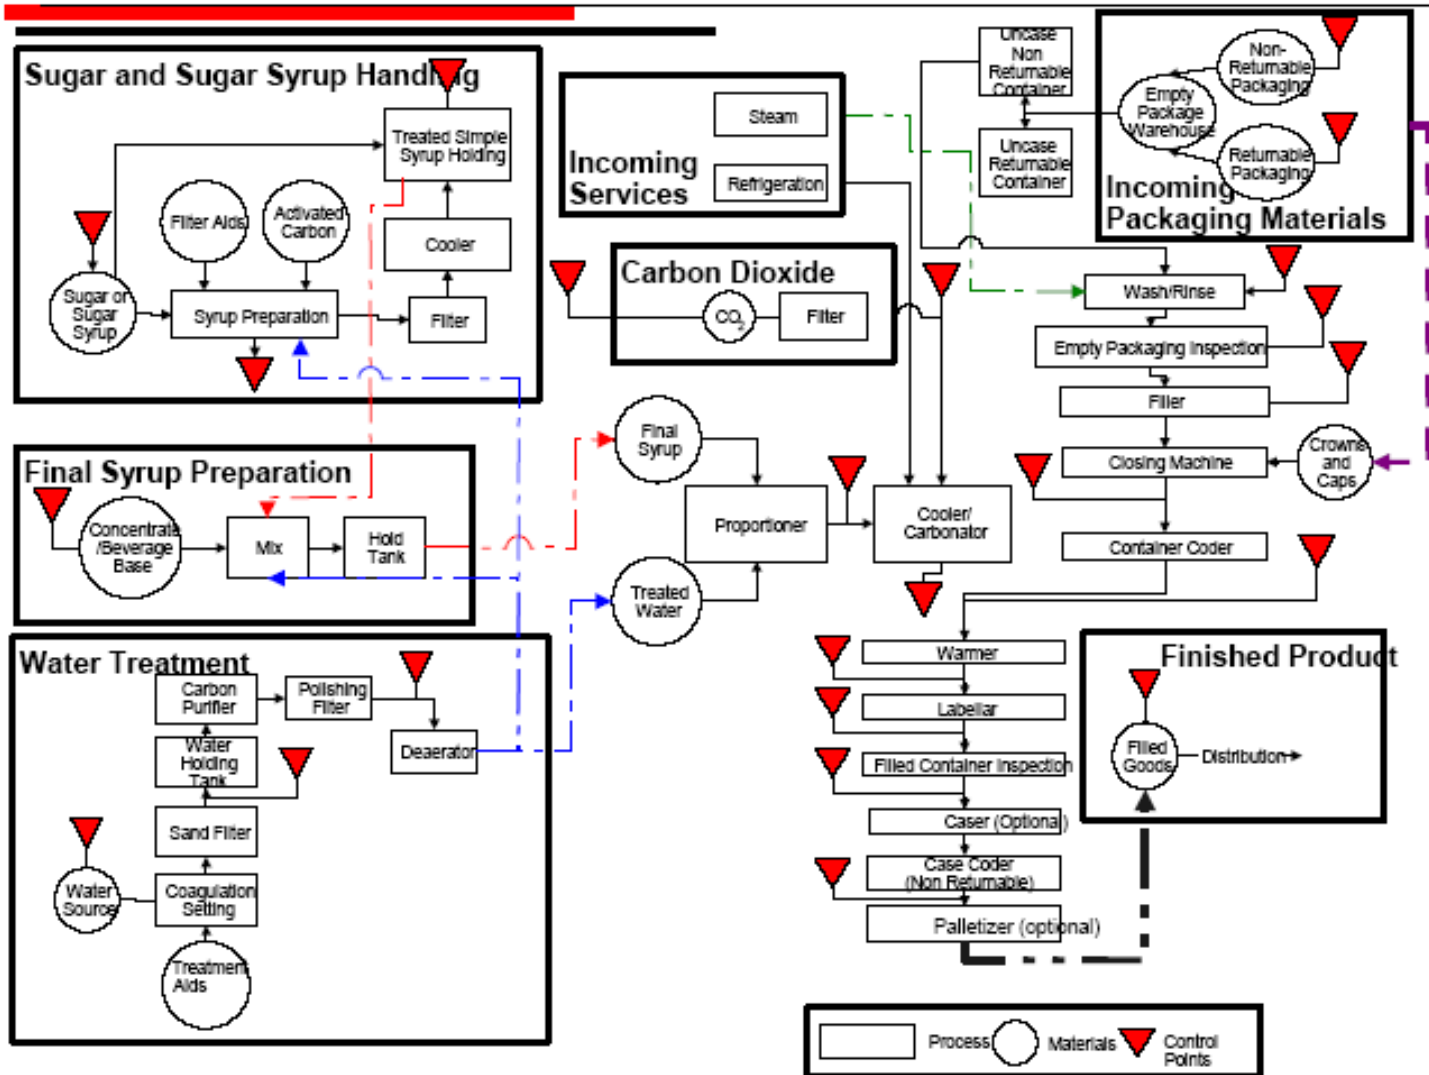 Sugar and Sugar Syrup Handling
Treated Simple
Syrup Holding
Filter Aids
Activated
Carbon
Cooler
Sugar or
Sugar
Syrup
Syrup Preparation
Filter
Incoming
Services
Steam
Refrigeration
Carbon Dioxide
CO2
Filter
Uncase
Non
Returnable
Container
Uncase
Returnable
Container
Non-
Returnable
Packaging
Empty
Package
Warehouse
Returnable
Packaging
Incoming
Packaging Materials
Wash/Rinse
Empty Packaging Inspection
Filler
Closing Machine
Crowns
and
Caps
Container Coder
Final Syrup Preparation
Concentrate
/Beverage
Base
Mix
Hold
Tank
Final
Syrup
Treated
Water
Proportioner
Cooler/
Carbonator
Water Treatment
Carbon
Purifier
Polishing
Filter
Water
Holding
Tank
Deaerator
Sand Filter
Water
Source
Coagulation
Setting
Treatment
Aids
Warmer
Labellar
Filled Container Inspection
Caser (Optional)
Case Coder
(Non Returnable)
Palletizer (optional)
Finished Product
Filled
Goods
Distribution
Process
Materials
Control
Points